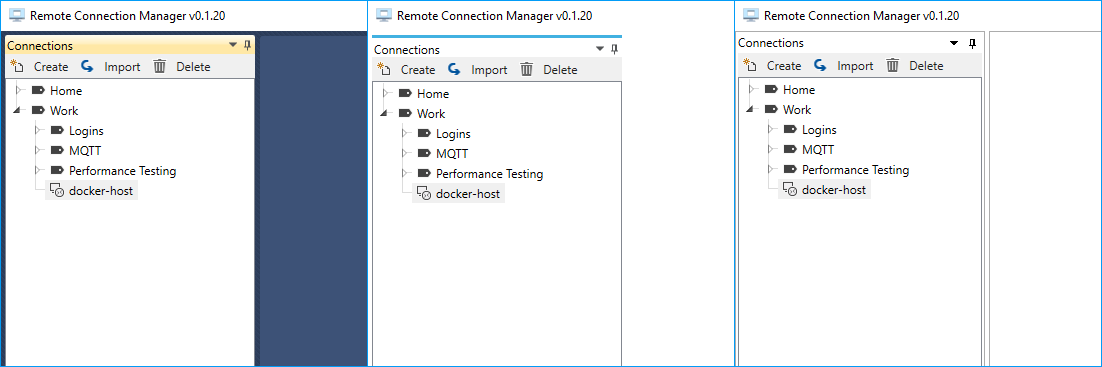 Remote Connection Manager v0.1.20
Connections
Create Import Delete
Home
Work
Logins
MQTT
Performance Testing
docker-host
Remote Connection Manager v0.1.20
Connections
Create Import Delete
Home
Work
Logins
MQTT
Performance Testing
docker-host
Remote Connection Manager v0.1.20
Connections
Create Import Delete
Home
Work
Logins
MQTT
Performance Testing
docker-host